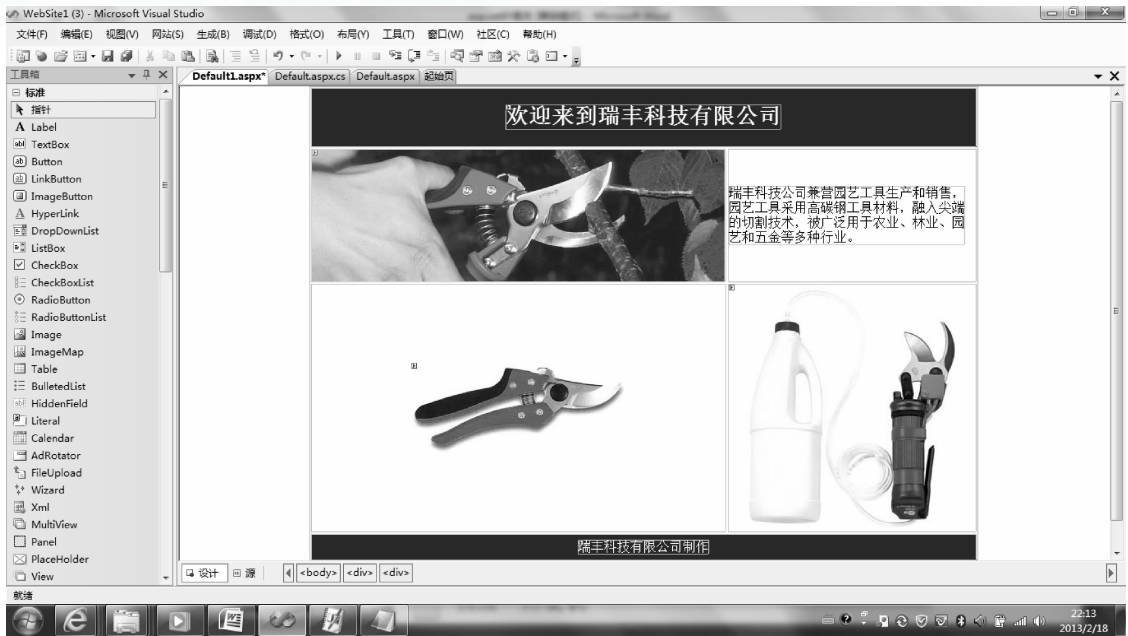 WebSite1 (3) - Microsoft Visual Studio
文件(F) 编辑(E) 视图(V) 网站(S) 生成(B) 调试(D) 格式(O) 布局(Y) 工具(T) 窗口(W) 社区(C) 帮助(H)
工具箱
Default1.aspx* Default.aspx.cs Default.aspx 起始页
标准
指针
A Label
TextBox
Button
LinkButton
ImageButton
A HyperLink
DropDownList
ListBox
CheckBox
CheckBoxList
RadioButton
RadioButtonList
Image
ImageMap
Table
BulletedList
HiddenField
Literal
Calendar
AdRotator
FileUpload
Wizard
Xml
MultiView
Panel
PlaceHolder
View
欢迎来到瑞丰科技有限公司
瑞丰科技公司兼营园艺工具生产和销售，
园艺工具采用高碳钢工具材料，融入尖端
的切割技术，被广泛用于农业、林业、园
艺和五金等多种行业。
瑞丰科技有限公司制作
设计 源 <body> <div> <div>
就绪
22:13
2013/2/18